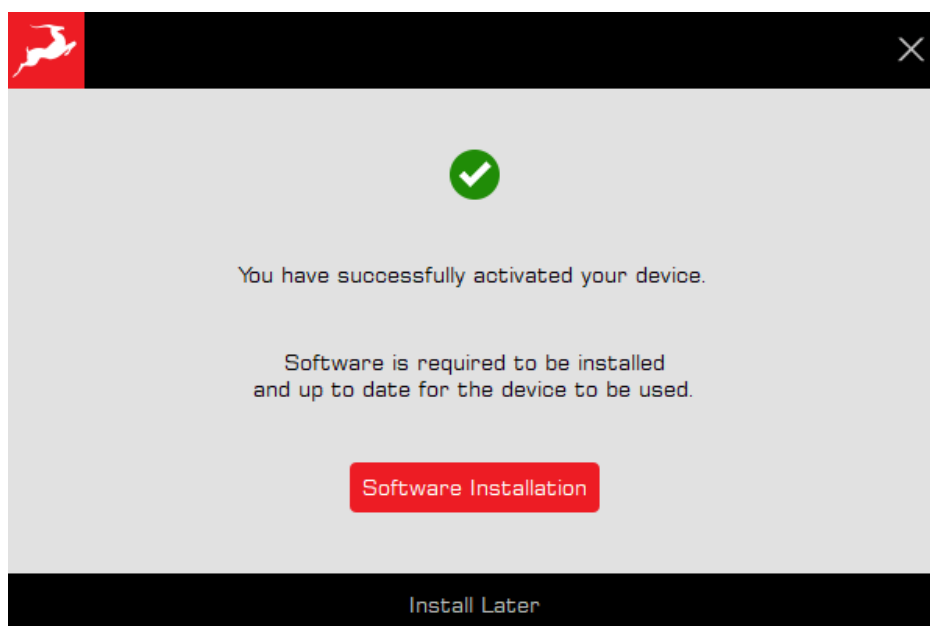 You have successfully activated your device.
Software is required to be installed
and up to date for the device to be used.
Software Installation
Install Later